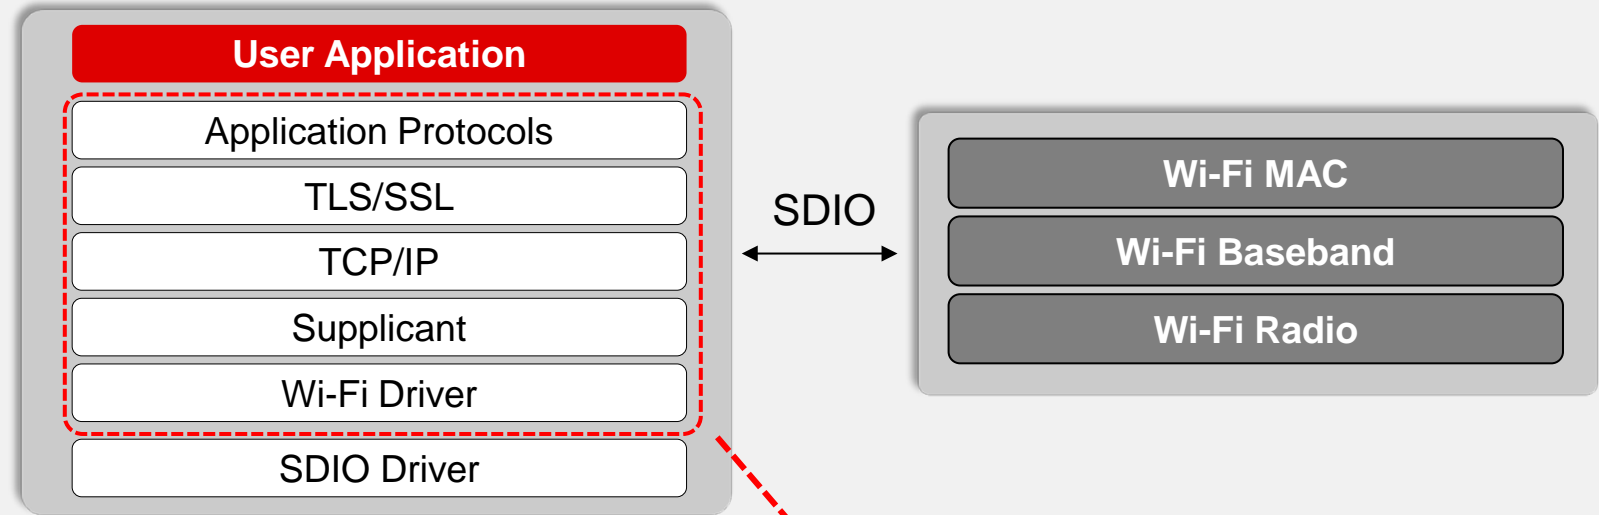 User Application
Application Protocols
TLS/SSL
TCP/IP
Supplicant
Wi-Fi Driver
SDIO Driver
SDIO
Wi-Fi MAC
Wi-Fi Baseband
Wi-Fi Radio